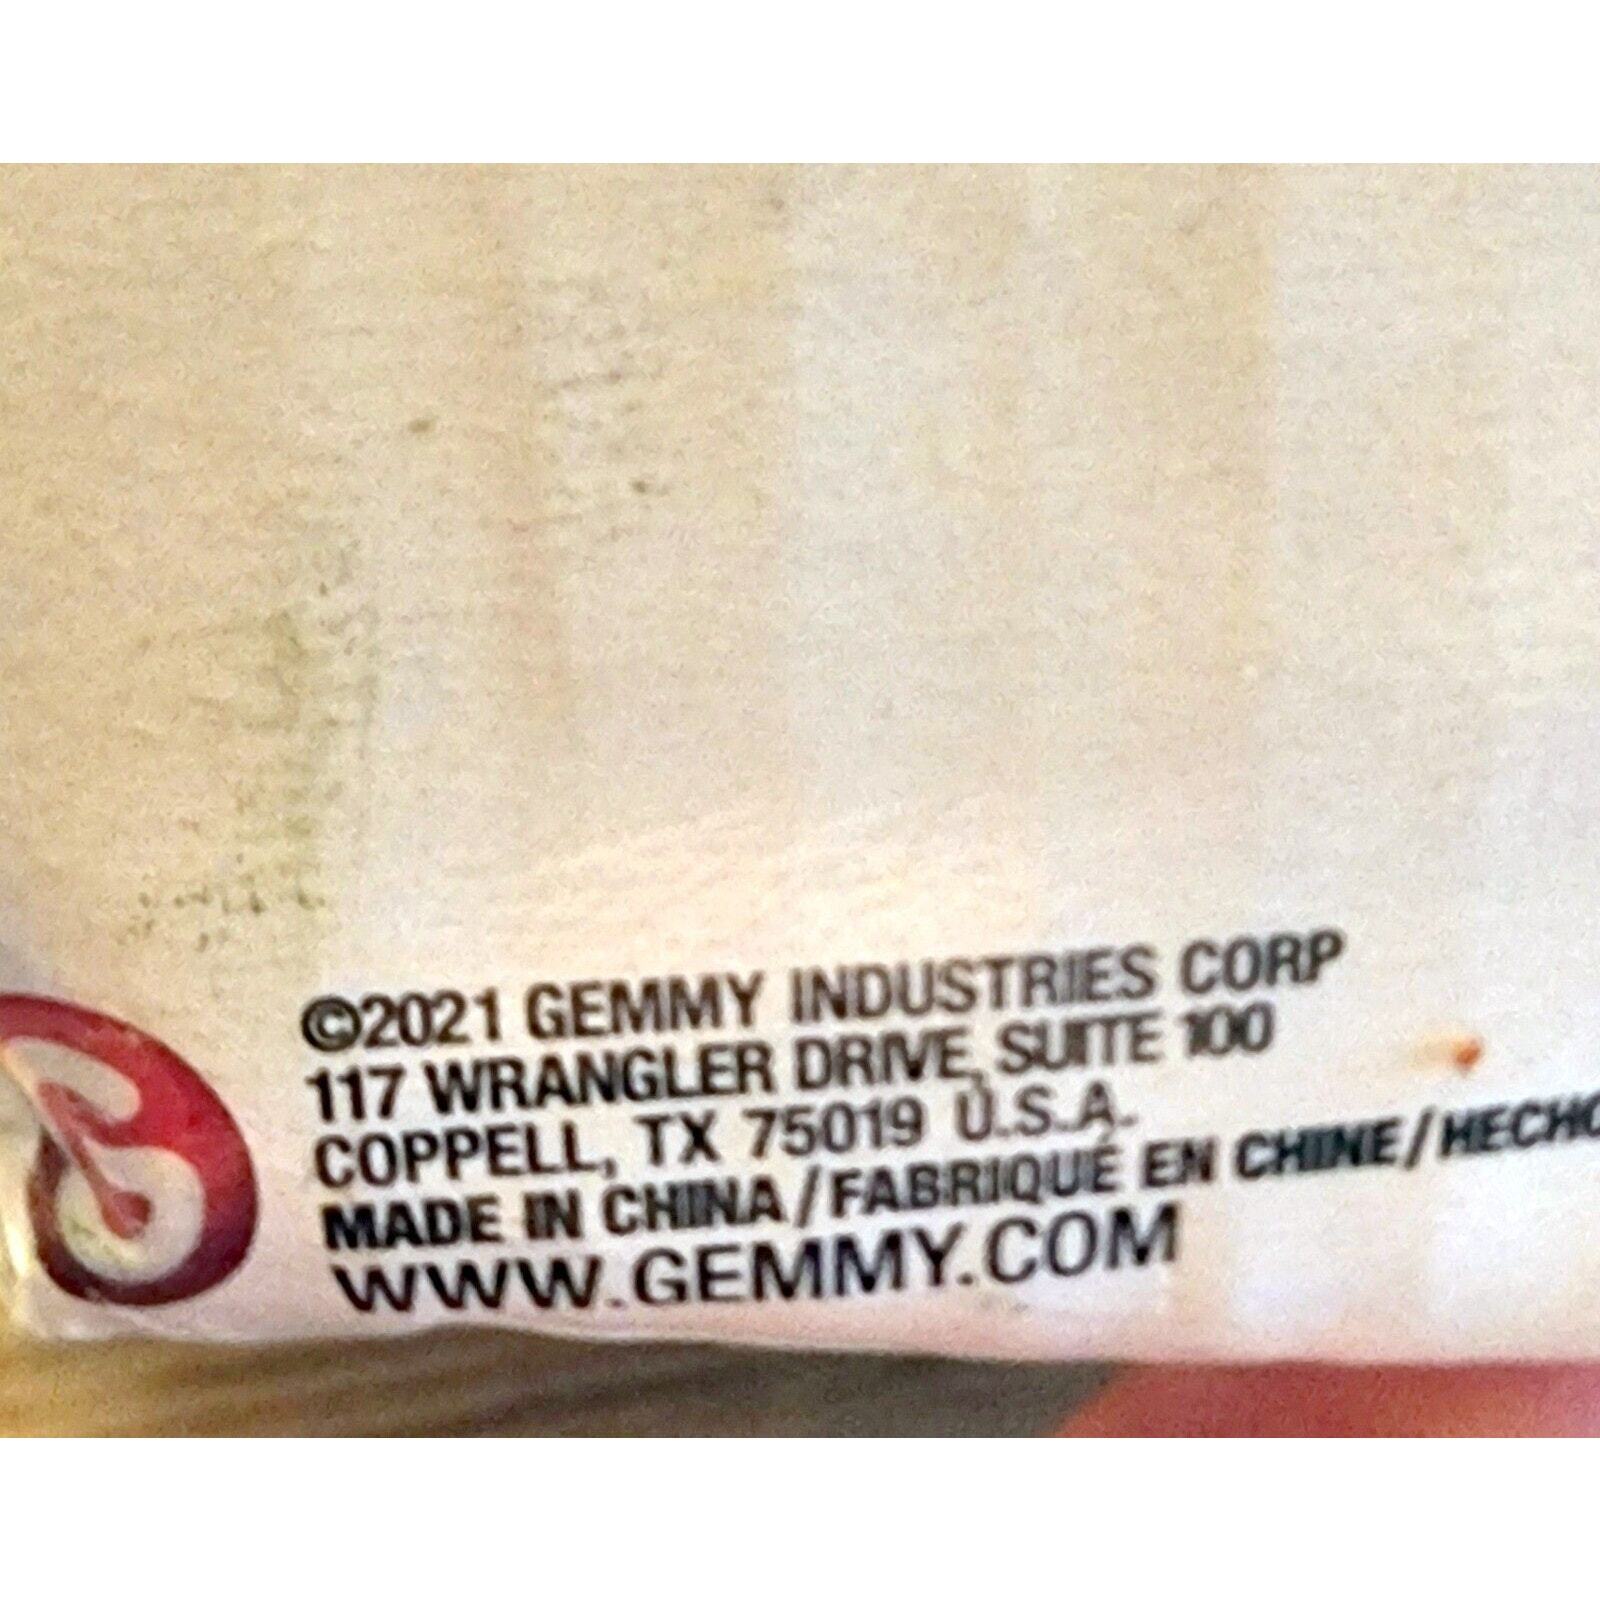 ©2021 GEMMY INDUSTRIES CORP
117 WRANGLER DRIVE, SUITE 100
COPPELL, TX 75019 U.S.A.
MADE IN CHINA/FABRIQUÉ EN CHINE/HECHO
WWW.GEMMY.COM